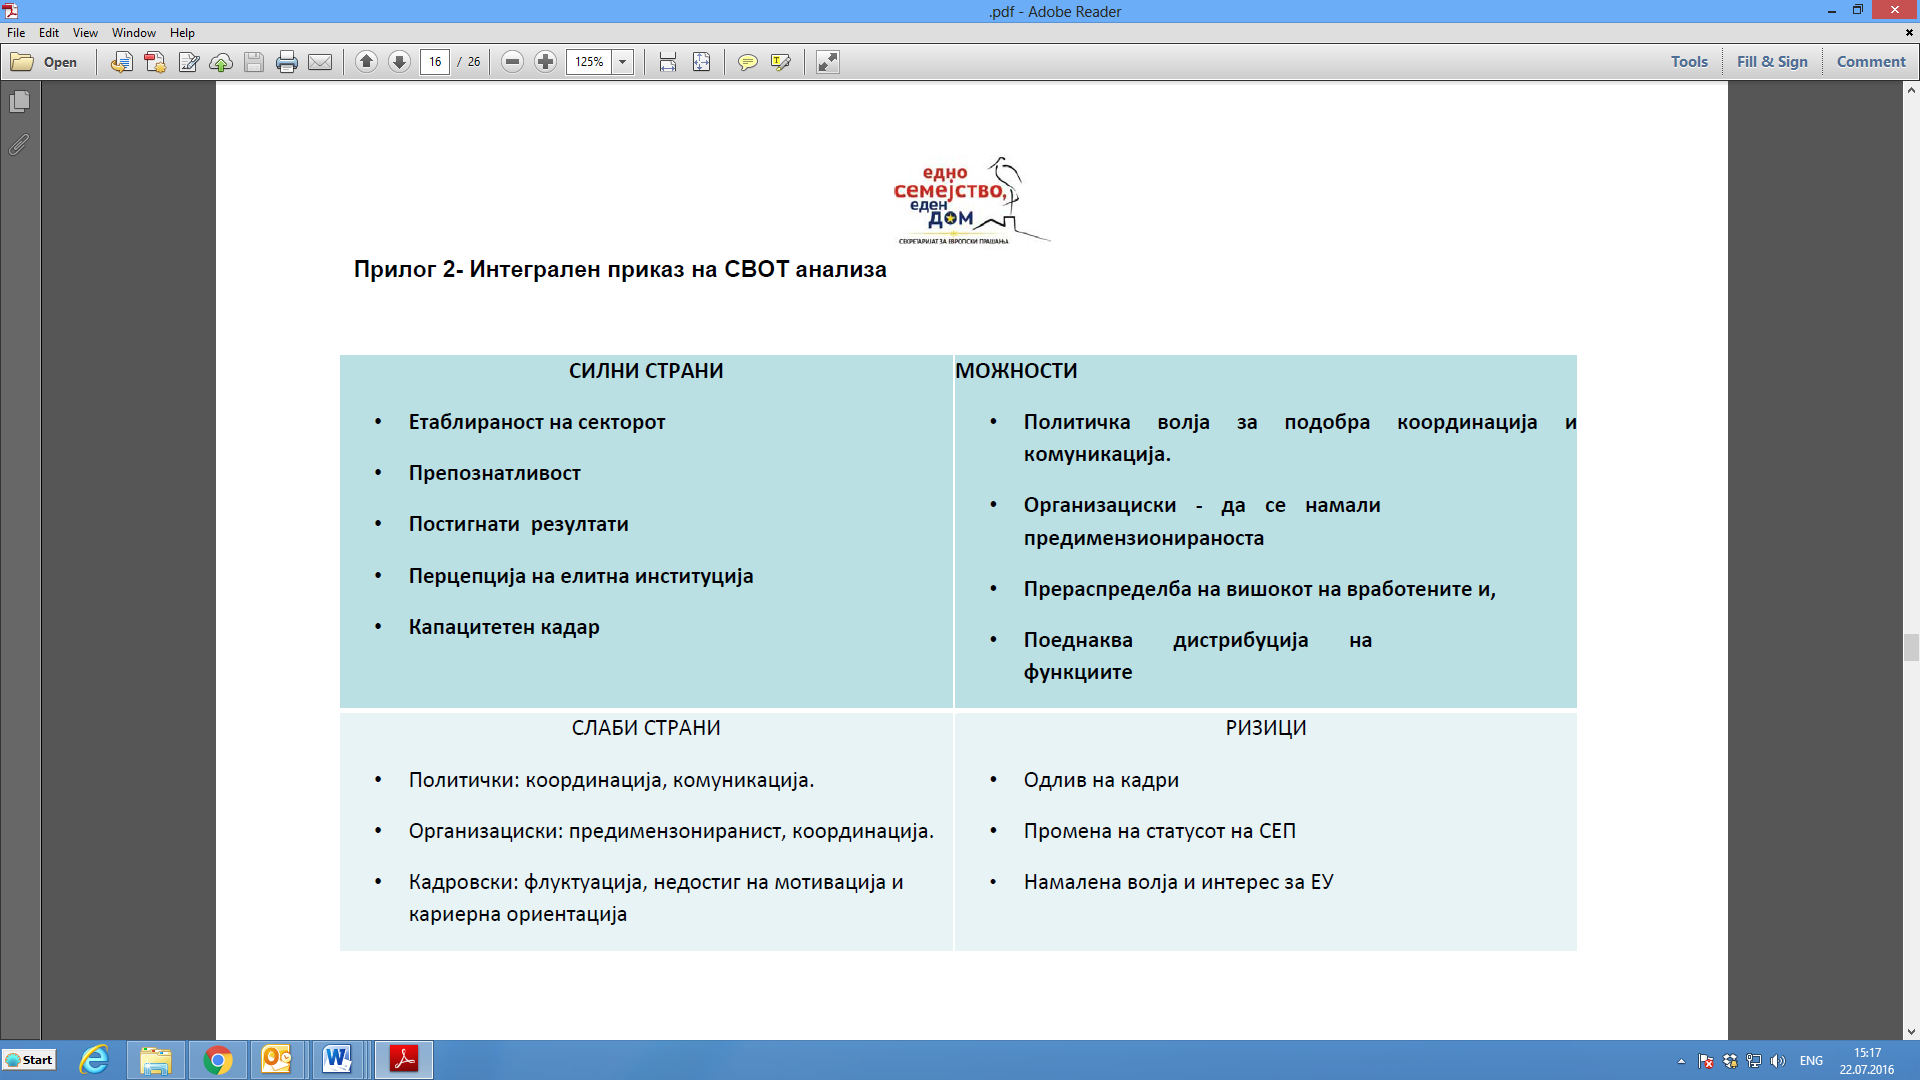 .pdf - Adobe Reader
File Edit View Window Help
Open 16 / 26 125% Tools Fill & Sign Comment
едно
семејство,
еден
дом
СЕКРЕТАРИЈАТ ЗА ЕВРОПСКИ ПРАШАЊА
Прилог 2- Интегрален приказ на СВОТ анализа
СИЛНИ СТРАНИ
• Етаблираност на секторот
• Препознатливост
• Постигнати резултати
• Перцепција на елитна институција
• Капацитетен кадар
МОЖНОСТИ
• Политичка волја за подобра координација и
комуникација.
• Организациски - да се намали
предимензионираноста
• Прераспределба на вишокот на вработените и,
• Поеднаква дистрибуција на
функциите
СЛАБИ СТРАНИ
• Политички: координација, комуникација.
• Организациски: предимензониранист, координација.
• Кадровски: флуктуација, недостиг на мотивација и
кариерна ориентација
РИЗИЦИ
• Одлив на кадри
• Промена на статусот на СЕП
• Намалена волја и интерес за ЕУ
Start
ENG
15:17
22.07.2016